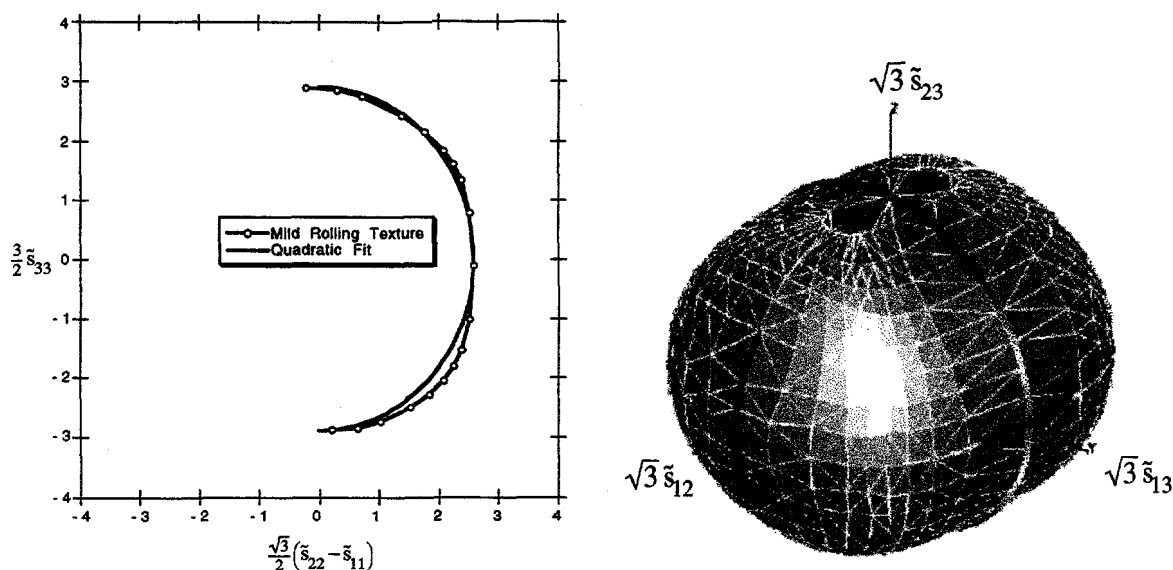 4
3
2
1
0
-1
-2
-3
-4
3/2 s̃33
Mild Rolling Texture
Quadratic Fit
-4 -3 -2 -1 0 1 2 3 4
√3/2 (s̃22 − s̃11)
√3 s̃23
√3 s̃12
√3 s̃13